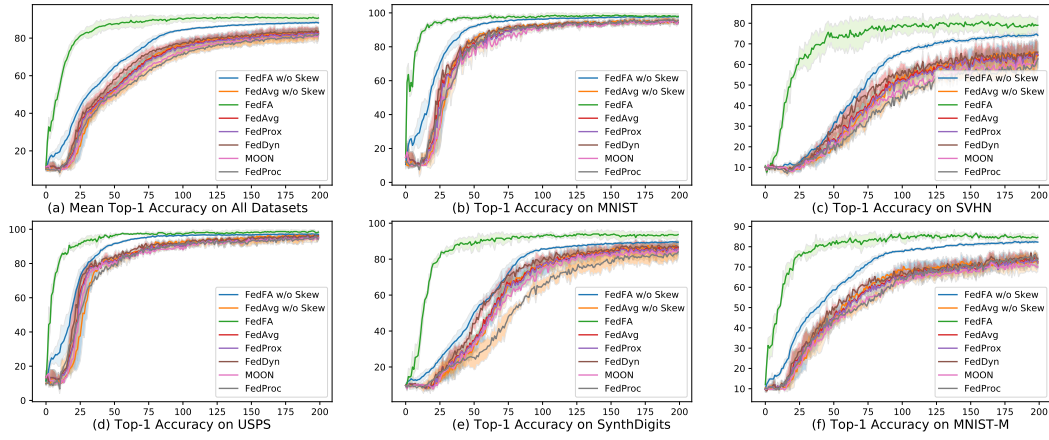 80
60
40
20
0 25 50 75 100 125 150 175 200
FedFA w/o Skew
FedAvg w/o Skew
FedFA
FedAvg
FedProx
FedDyn
MOON
FedProc
(a) Mean Top-1 Accuracy on All Datasets
100
80
60
40
20
0
0 25 50 75 100 125 150 175 200
FedFA w/o Skew
FedAvg w/o Skew
FedFA
FedAvg
FedProx
FedDyn
MOON
FedProc
(b) Top-1 Accuracy on MNIST
80
70
60
50
40
30
20
10
0 25 50 75 100 125 150 175 200
FedFA w/o Skew
FedAvg w/o Skew
FedFA
FedAvg
FedProx
FedDyn
MOON
FedProc
(c) Top-1 Accuracy on SVHN
100
80
60
40
20
0
0 25 50 75 100 125 150 175 200
FedFA w/o Skew
FedAvg w/o Skew
FedFA
FedAvg
FedProx
FedDyn
MOON
FedProc
(d) Top-1 Accuracy on USPS
100
80
60
40
20
0 25 50 75 100 125 150 175 200
FedFA w/o Skew
FedAvg w/o Skew
FedFA
FedAvg
FedProx
FedDyn
MOON
FedProc
(e) Top-1 Accuracy on SynthDigits
90
80
70
60
50
40
30
20
10
0 25 50 75 100 125 150 175 200
FedFA w/o Skew
FedAvg w/o Skew
FedFA
FedAvg
FedProx
FedDyn
MOON
FedProc
(f) Top-1 Accuracy on MNIST-M